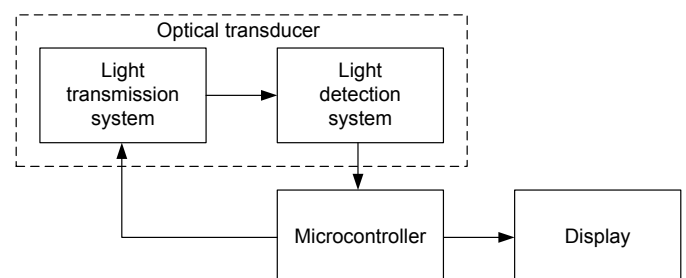 Optical transducer
Light
transmission
system
Light
detection
system
Microcontroller
Display